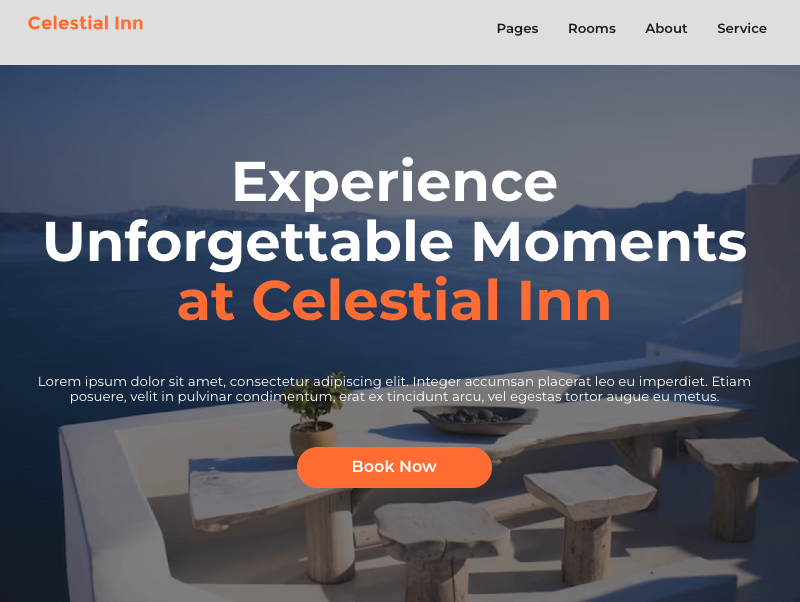 Celestial Inn
Pages Rooms About Service
Experience
Unforgettable Moments
at Celestial Inn
Lorem ipsum dolor sit amet, consectetur adipiscing elit. Integer accumsan placerat leo eu imperdiet. Etiam
posuere, velit in pulvinar condimentum, erat ex tincidunt arcu, vel egestas tortor augue eu metus.
Book Now